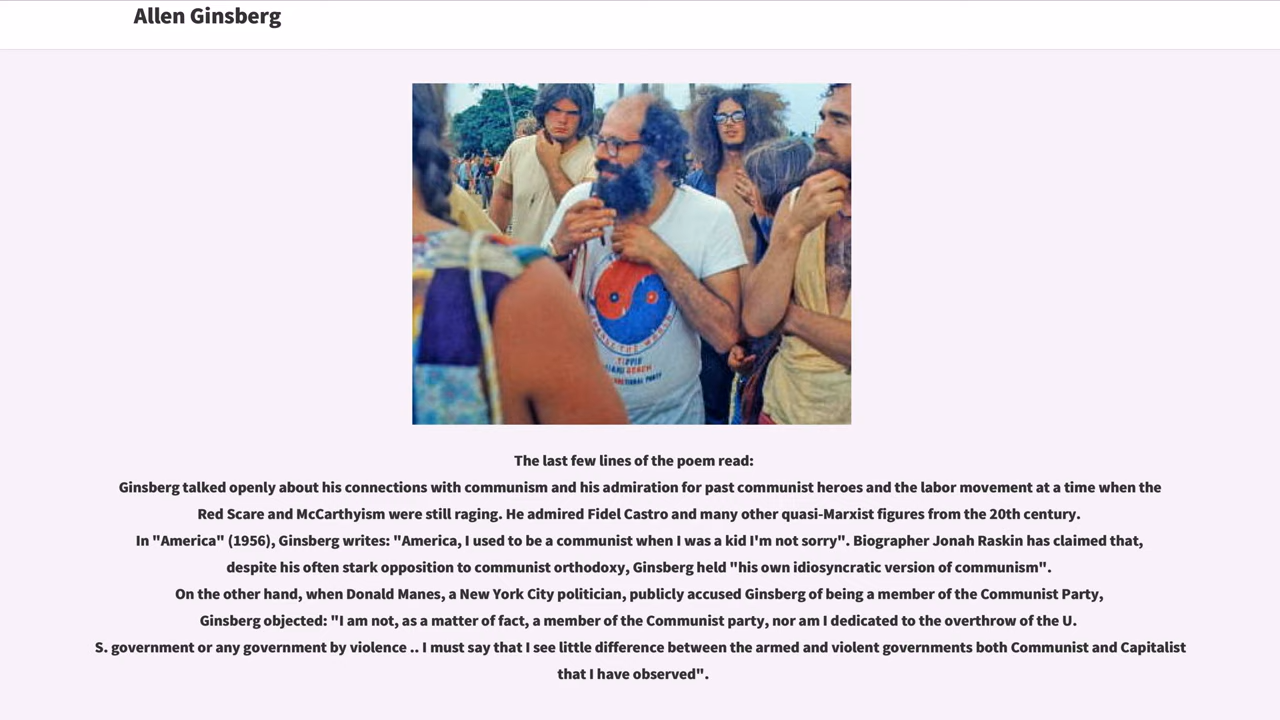 Allen Ginsberg
YIPPIE
The last few lines of the poem read:
Ginsberg talked openly about his connections with communism and his admiration for past communist heroes and the labor movement at a time when the
Red Scare and McCarthyism were still raging. He admired Fidel Castro and many other quasi-Marxist figures from the 20th century.
In "America" (1956), Ginsberg writes: "America, I used to be a communist when I was a kid I'm not sorry". Biographer Jonah Raskin has claimed that,
despite his often stark opposition to communist orthodoxy, Ginsberg held "his own idiosyncratic version of communism".
On the other hand, when Donald Manes, a New York City politician, publicly accused Ginsberg of being a member of the Communist Party,
Ginsberg objected: "I am not, as a matter of fact, a member of the Communist party, nor am I dedicated to the overthrow of the U.
S. government or any government by violence .. I must say that I see little difference between the armed and violent governments both Communist and Capitalist
that I have observed".